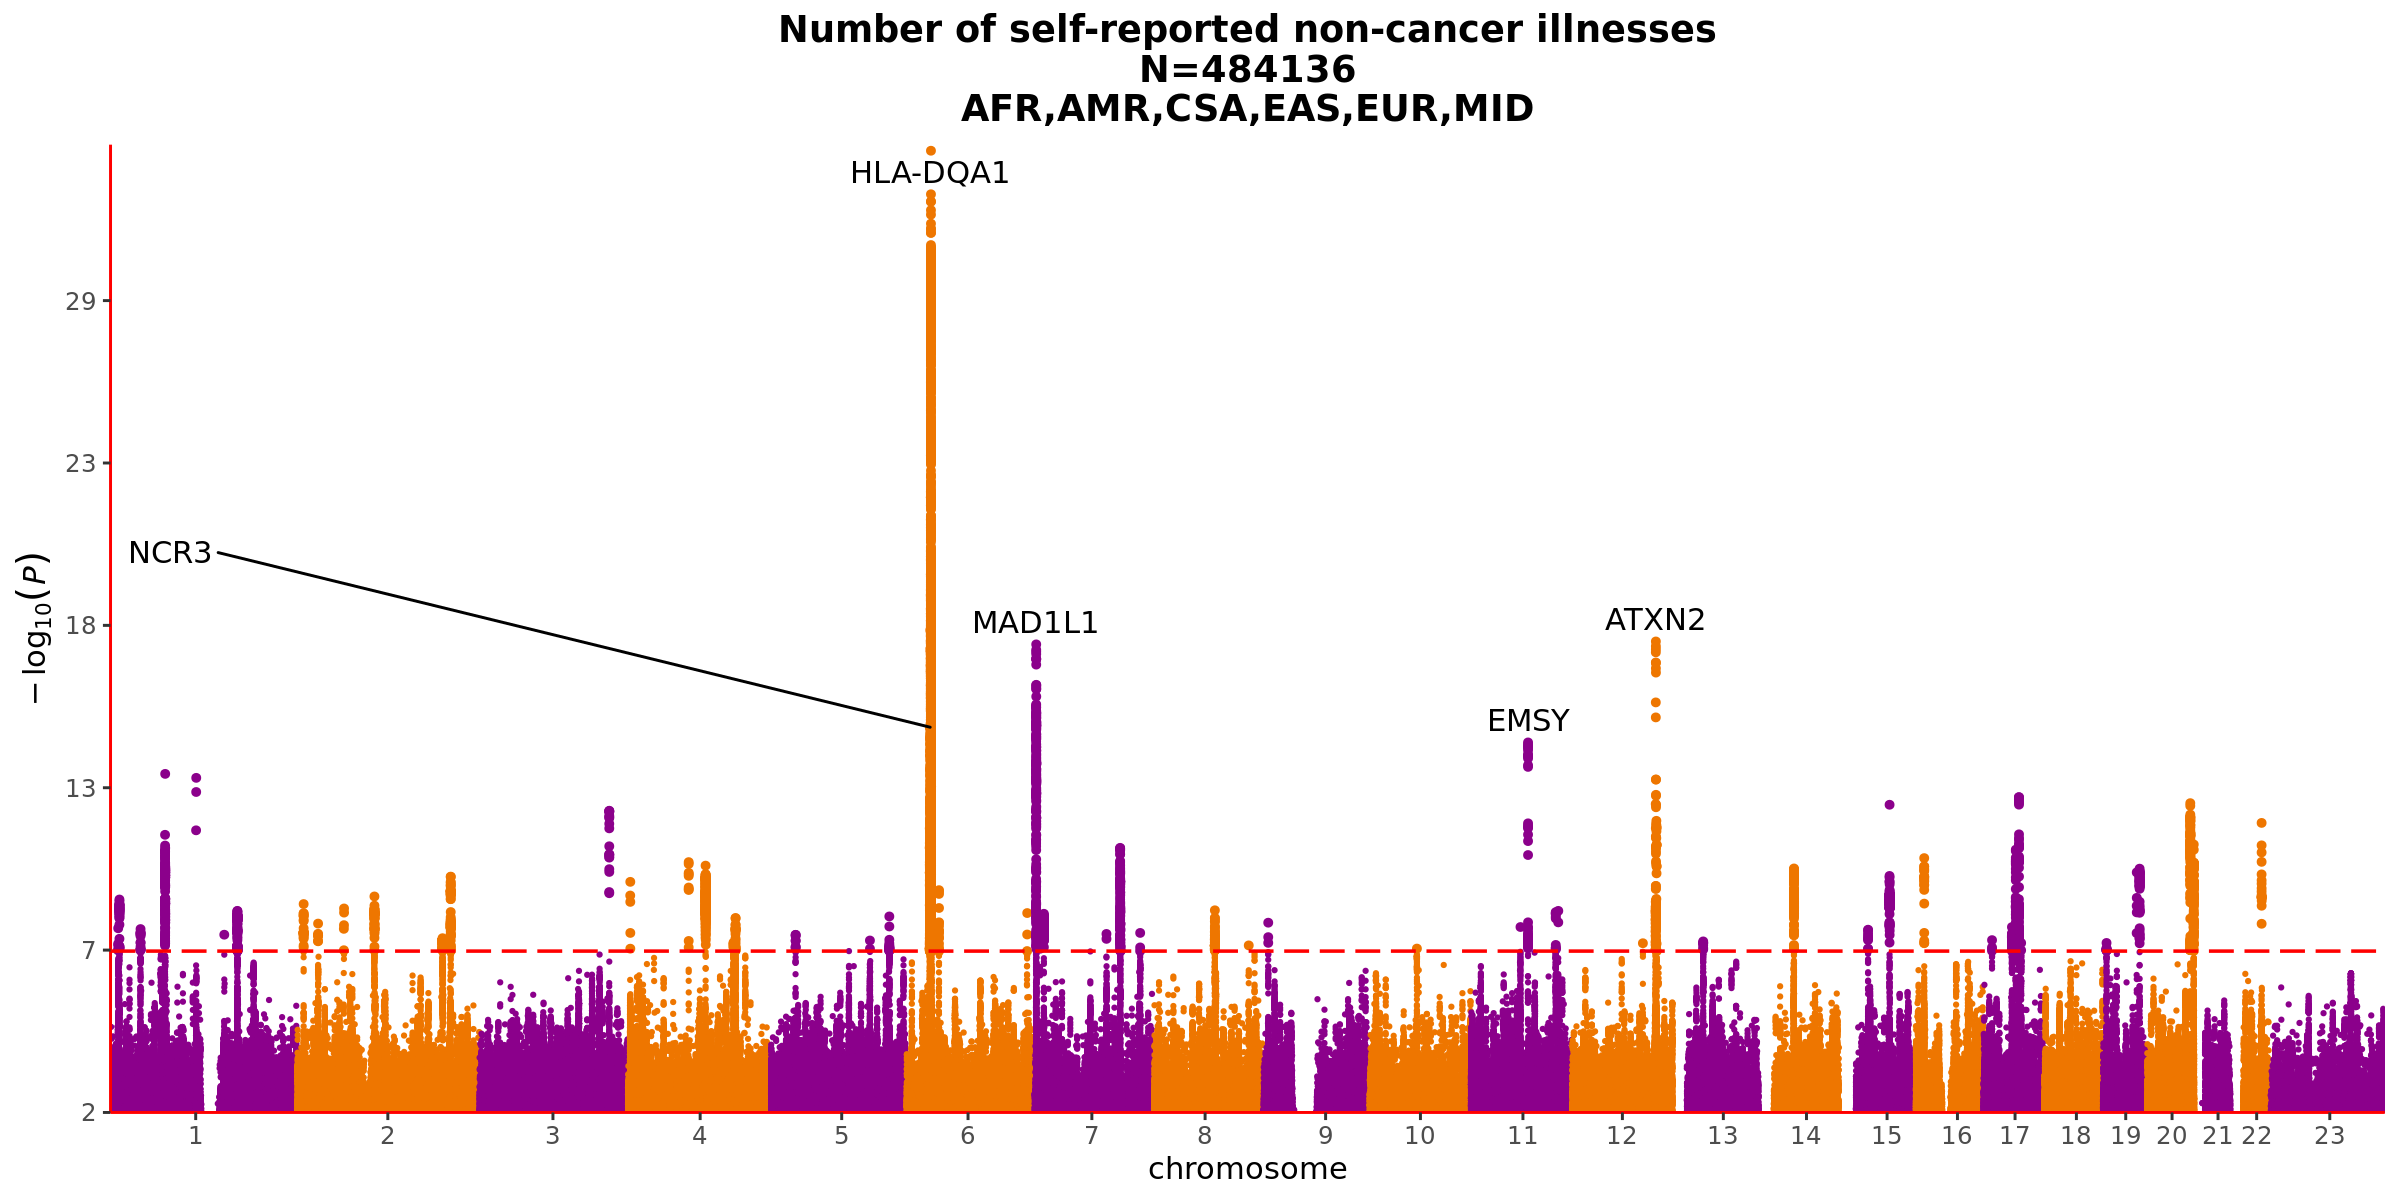 Number of self-reported non-cancer illnesses
N=484136
AFR,AMR,CSA,EAS,EUR,MID
HLA-DQA1
29
23
NCR3
18
MAD1L1
ATXN2
EMSY
13
7
2
−log10(P)
1 2 3 4 5 6 7 8 9 10 11 12 13 14 15 16 17 18 19 20 21 22 23
chromosome